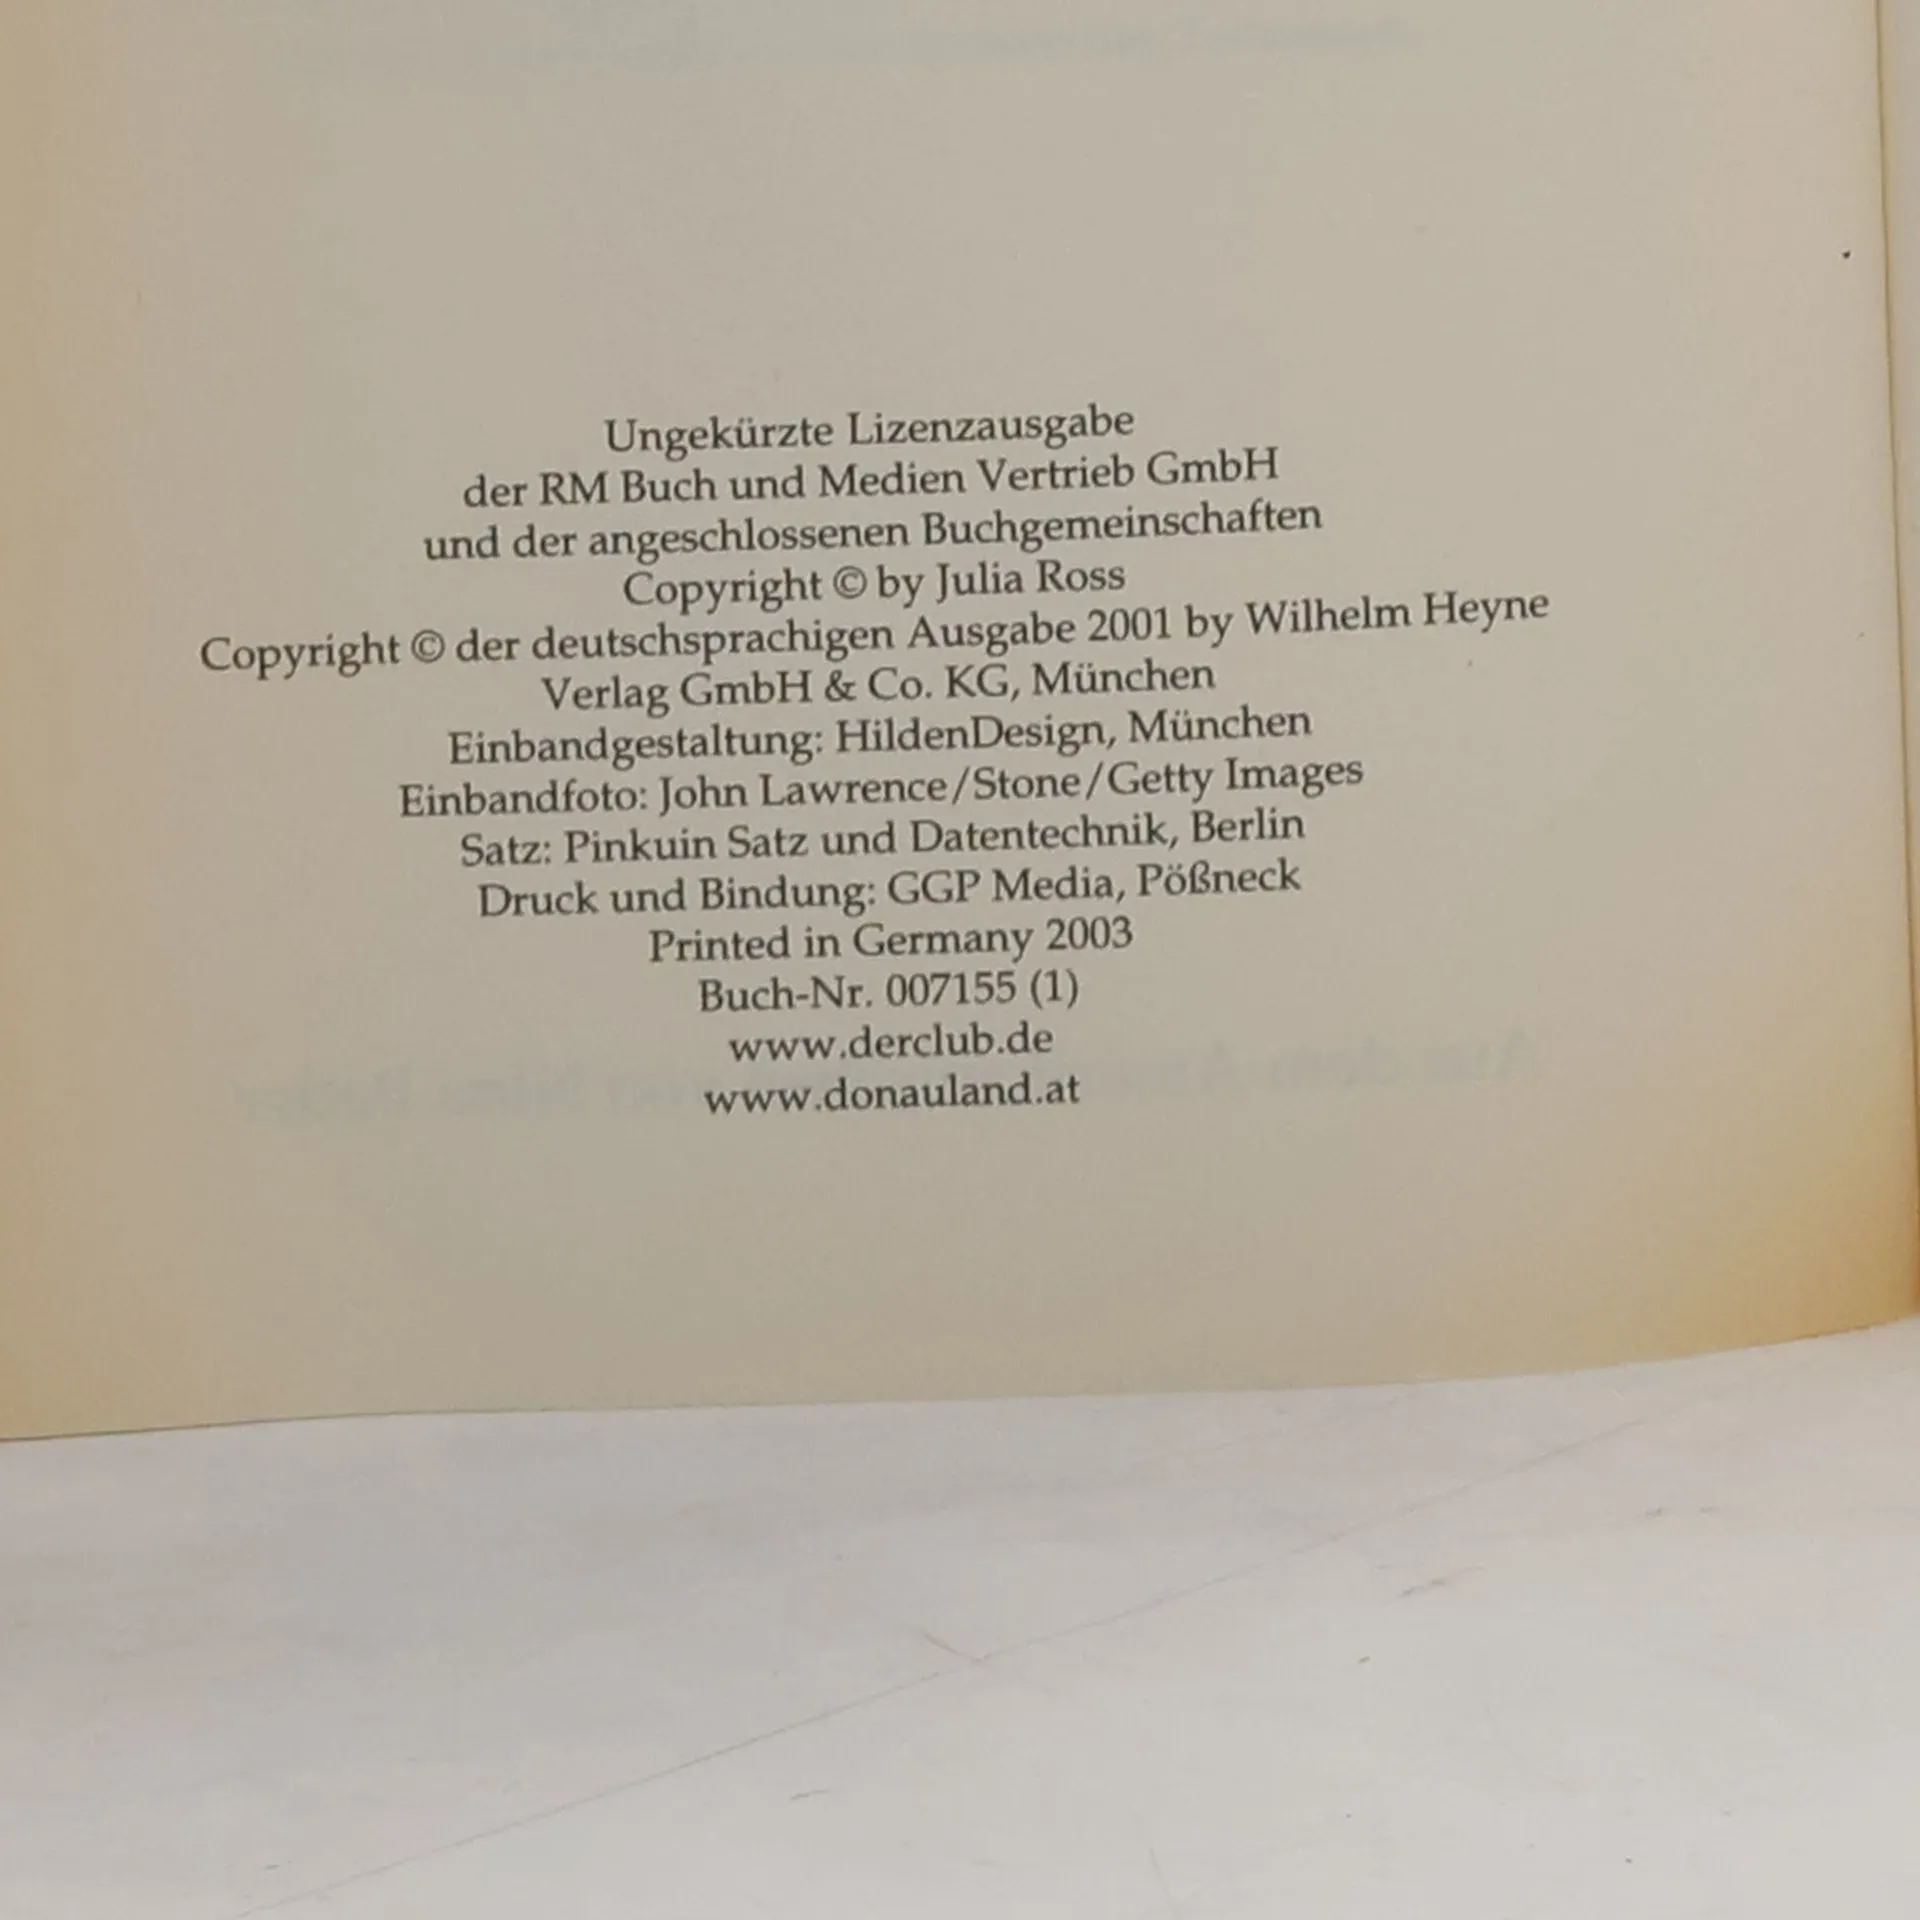 Ungekürzte Lizenzausgabe
der RM Buch und Medien Vertrieb GmbH
und der angeschlossenen Buchgemeinschaften
Copyright © by Julia Ross
Copyright © der deutschsprachigen Ausgabe 2001 by Wilhelm Heyne
Verlag GmbH & Co. KG, München
Einbandgestaltung: HildenDesign, München
Einbandfoto: John Lawrence/Stone/Getty Images
Satz: Pinkuin Satz und Datentechnik, Berlin
Druck und Bindung: GGP Media, Pößneck
Printed in Germany 2003
Buch-Nr. 007155 (1)
www.derclub.de
www.donauland.at